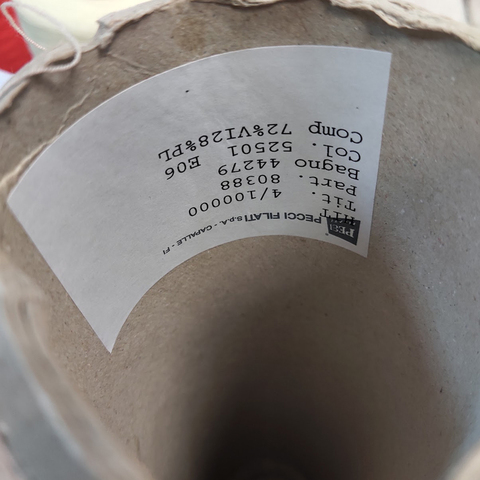 PECCI FILATI S.p.A. - CAPALLE - FI
Tit. 4/100000
Part. 80388
Bagno 44279 E06
Col. 52501
Comp 72%VI28%PL